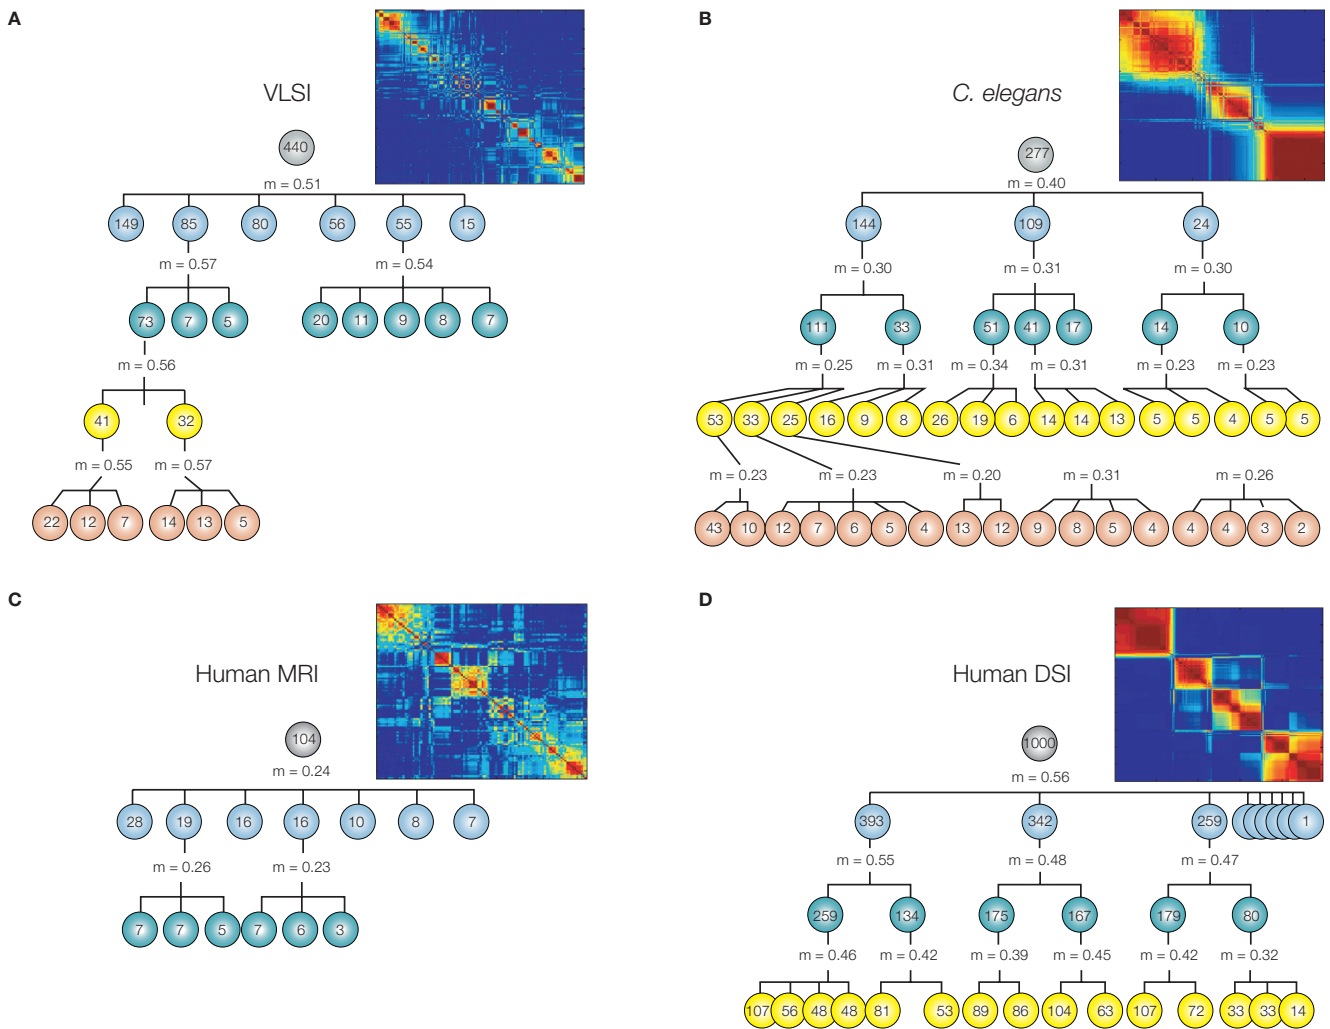 A
VLSI
440
m = 0.51
149 85 80 56 55 15
m = 0.57 m = 0.54
73 7 5 20 11 9 8 7
m = 0.56
41 32
m = 0.55 m = 0.57
22 12 7 14 13 5
B
C. elegans
277
m = 0.40
144 109 24
m = 0.30 m = 0.31 m = 0.30
111 33 51 41 17 14 10
m = 0.25 m = 0.31 m = 0.34 m = 0.31 m = 0.23 m = 0.23
53 33 25 16 9 8 26 19 6 14 14 13 5 5 4 5 5
m = 0.23 m = 0.23 m = 0.20 m = 0.31 m = 0.26
43 10 12 7 6 5 4 13 12 9 8 5 4 4 4 3 2
C
Human MRI
104
m = 0.24
28 19 16 16 10 8 7
m = 0.26 m = 0.23
7 7 5 7 6 3
D
Human DSI
1000
m = 0.56
393 342 259 1
m = 0.55 m = 0.48 m = 0.47
259 134 175 167 179 80
m = 0.46 m = 0.42 m = 0.39 m = 0.45 m = 0.42 m = 0.32
107 56 48 48 81 53 89 86 104 63 107 72 33 33 14